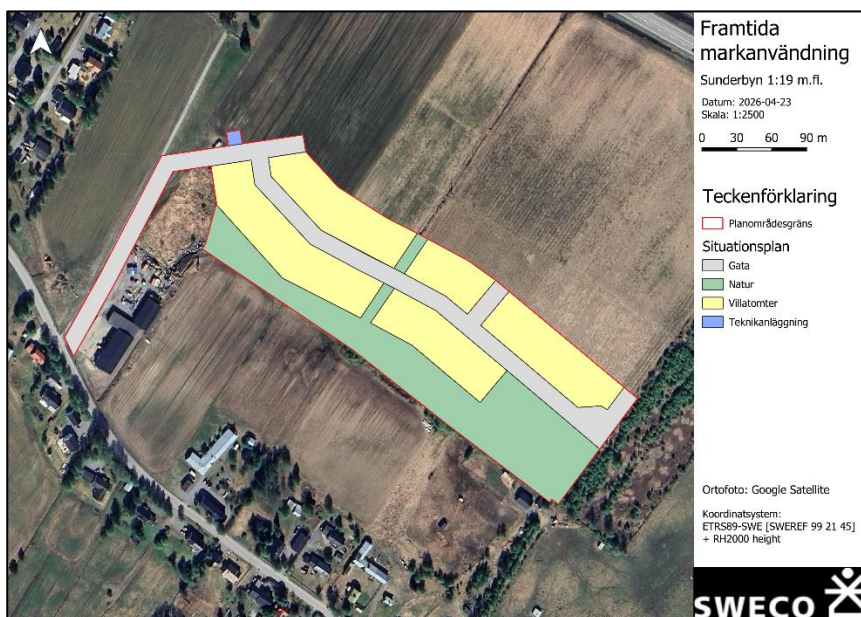 Framtida
markanvändning
Sunderbyn 1:19 m.fl.
Datum: 2026-04-23
Skala: 1:2500
0 30 60 90 m
Teckenförklaring
Planområdesgräns
Situationsplan
Gata
Natur
Villatomter
Teknikanläggning
Ortofoto: Google Satellite
Koordinatsystem:
ETRS89-SWE [SWEREF 99 21 45]
+ RH2000 height
SWECO